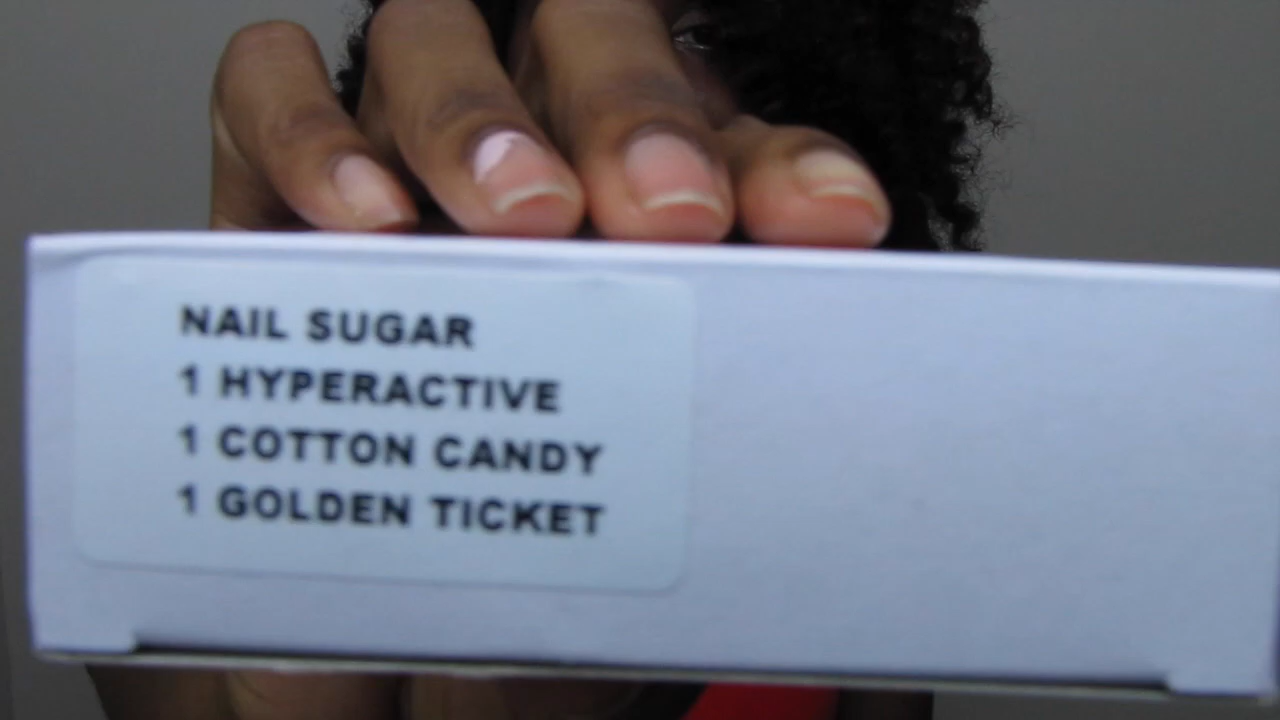 NAIL SUGAR
1 HYPERACTIVE
1 COTTON CANDY
1 GOLDEN TICKET